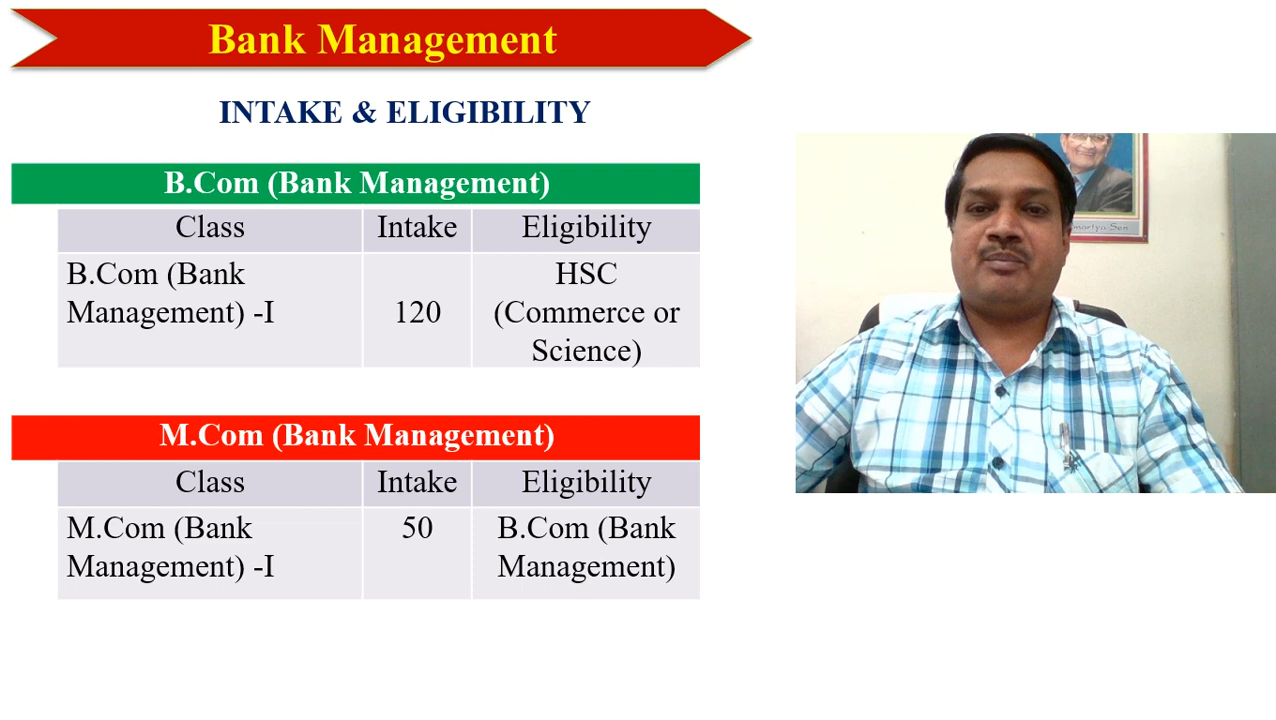 Bank Management
INTAKE & ELIGIBILITY
B.Com (Bank Management)
Class Intake Eligibility
B.Com (Bank
Management) -I
120
HSC
(Commerce or
Science)
M.Com (Bank Management)
Class Intake Eligibility
M.Com (Bank
Management) -I
50
B.Com (Bank
Management)
Sen